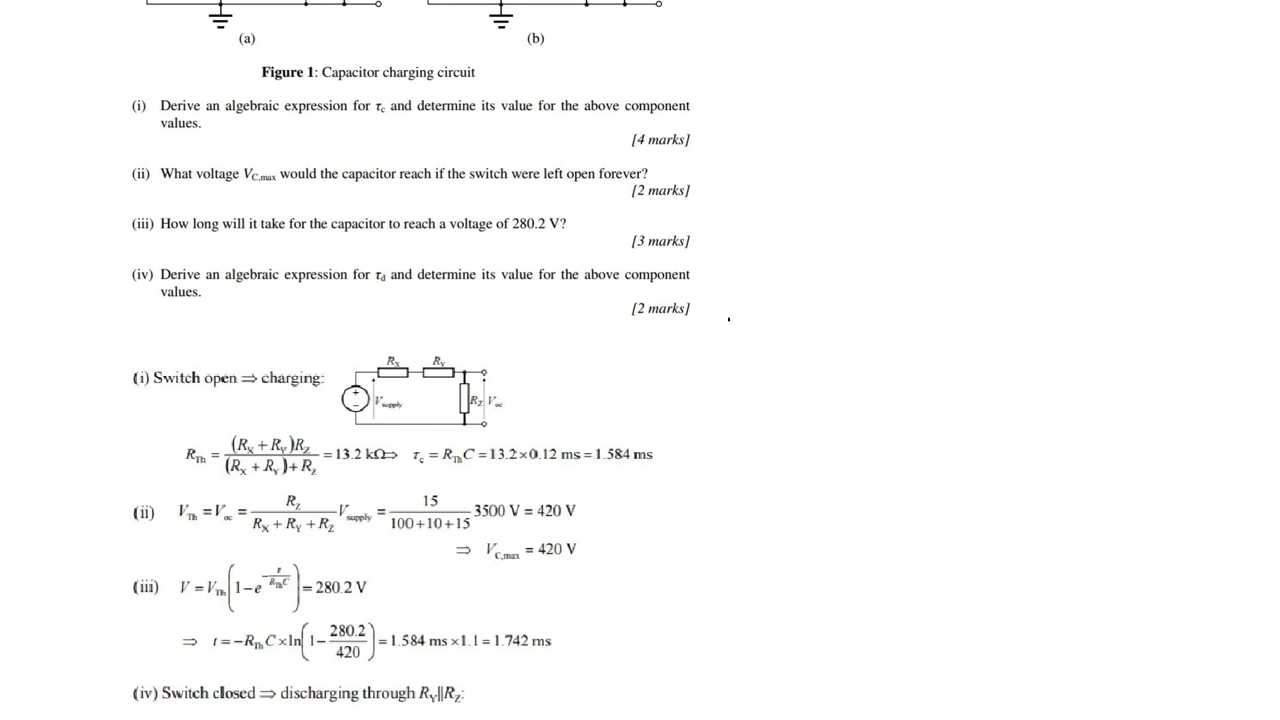 (a) (b)
Figure 1: Capacitor charging circuit
(i) Derive an algebraic expression for τc and determine its value for the above component
values.
[4 marks]
(ii) What voltage VC,max would the capacitor reach if the switch were left open forever?
[2 marks]
(iii) How long will it take for the capacitor to reach a voltage of 280.2 V?
[3 marks]
(iv) Derive an algebraic expression for τd and determine its value for the above component
values.
[2 marks]
(i) Switch open ⇒ charging:
RX RY
+
−
Vsupply
RZ Voc
RTh = (RX + RY)RZ / (RX + RY) + RZ = 13.2 kΩ ⇒ τc = RThC = 13.2 × 0.12 ms = 1.584 ms
(ii) VTh = Voc = RZ / RX + RY + RZ Vsupply = 15 / 100+10+15 3500 V = 420 V
⇒ VC,max = 420 V
(iii) V = VTh(1−e^−t/RThC) = 280.2 V
⇒ t = −RThC × ln(1 − 280.2/420) = 1.584 ms × 1.1 = 1.742 ms
(iv) Switch closed ⇒ discharging through RY||RZ: